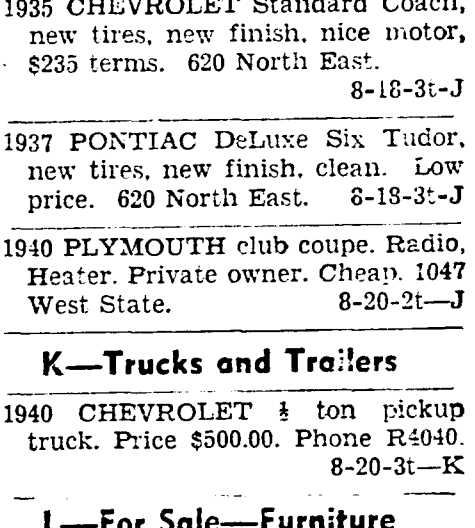 1935 CHEVROLET Standard Coach,
new tires, new finish, nice motor,
$235 terms. 620 North East.
8-18-3t-J
1937 PONTIAC DeLuxe Six Tudor,
new tires, new finish, clean. Low
price. 620 North East. 8-18-3t-J
1940 PLYMOUTH club coupe. Radio,
Heater. Private owner. Cheap. 1047
West State. 8-20-2t—J
K—Trucks and Trailers
1940 CHEVROLET ½ ton pickup
truck. Price $500.00. Phone R4040.
8-20-3t—K
L—For Sale—Furniture